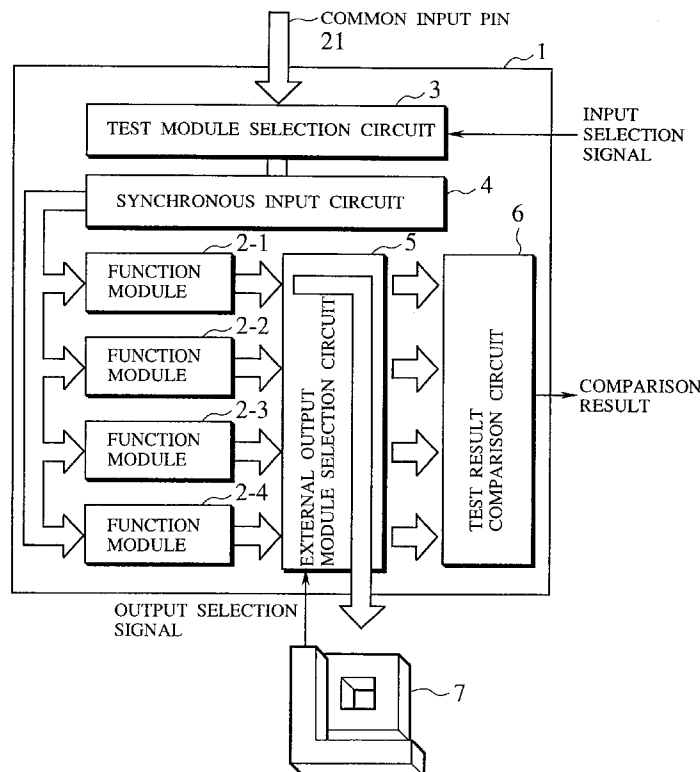 COMMON INPUT PIN
21
1
3
TEST MODULE SELECTION CIRCUIT
INPUT
SELECTION
SIGNAL
4
SYNCHRONOUS INPUT CIRCUIT
2-1
FUNCTION
MODULE
2-2
FUNCTION
MODULE
2-3
FUNCTION
MODULE
2-4
FUNCTION
MODULE
5
EXTERNAL OUTPUT
MODULE SELECTION CIRCUIT
6
TEST RESULT
COMPARISON CIRCUIT
COMPARISON
RESULT
OUTPUT SELECTION
SIGNAL
7